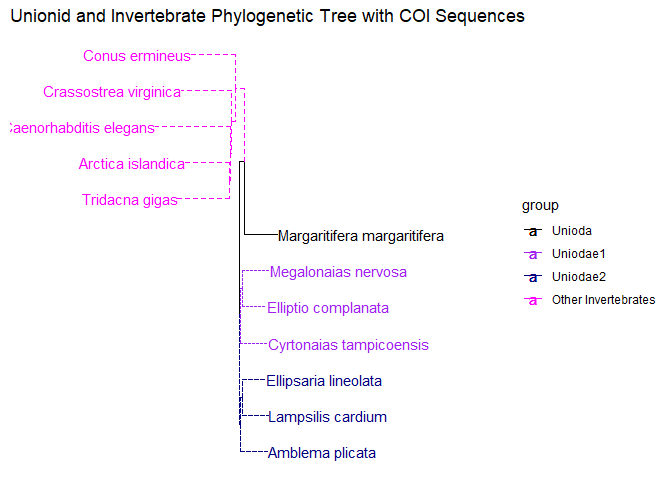 Unionid and Invertebrate Phylogenetic Tree with COI Sequences
Conus ermineus
Crassostrea virginica
Caenorhabditis elegans
Arctica islandica
Tridacna gigas
Margaritifera margaritifera
Megalonaias nervosa
Elliptio complanata
Cyrtonaias tampicoensis
Ellipsaria lineolata
Lampsilis cardium
Amblema plicata
group
a Unioda
a Uniodae1
a Uniodae2
a Other Invertebrates